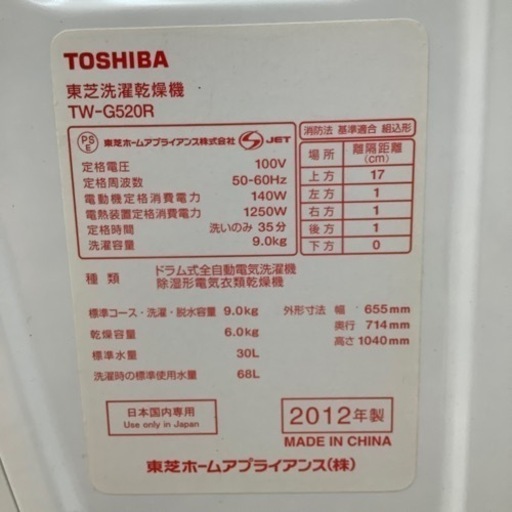 TOSHIBA
東芝洗濯乾燥機
TW-G520R
PS E 東芝ホームアプライアンス株式会社 S JET
定格電圧 100V
定格周波数 50-60Hz
電動機定格消費電力 140W
電熱装置定格消費電力 1250W
定格時間 洗いのみ 35分
洗濯容量 9.0kg
消防法 基準適合 組込形
場所 離隔距離(cm)
上方 17
左方 1
右方 1
後方 1
下方 0
種類 ドラム式全自動電気洗濯機
除湿形電気衣類乾燥機
標準コース・洗濯・脱水容量 9.0kg
乾燥容量 6.0kg
標準水量 30L
洗濯時の標準使用水量 68L
外形寸法 幅 655mm
奥行 714mm
高さ 1040mm
日本国内専用
Use only in Japan
2012年製
MADE IN CHINA
東芝ホームアプライアンス(株)